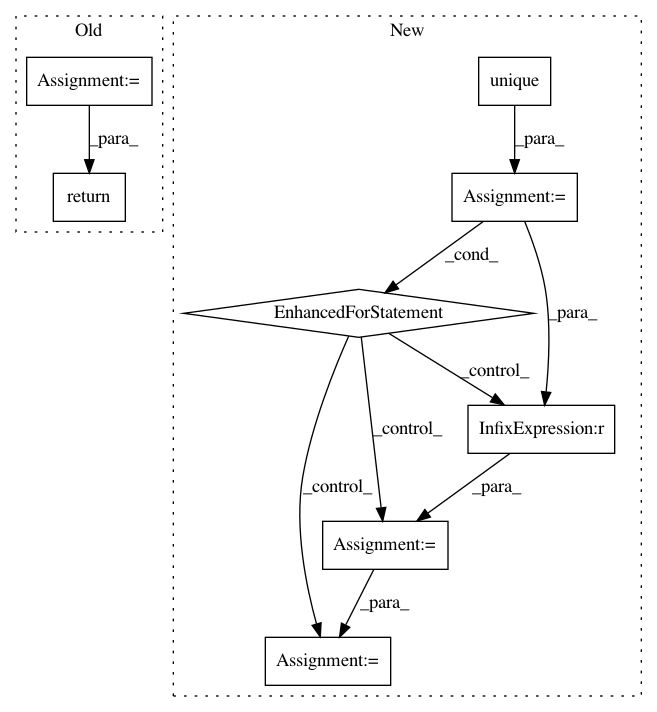 Old
New
Assignment:=
unique
_para_
_para_
return
Assignment:=
_cond_
EnhancedForStatement
_para_
_control_
InfixExpression:r
_control_
_control_
_para_
Assignment:=
_para_
Assignment:=